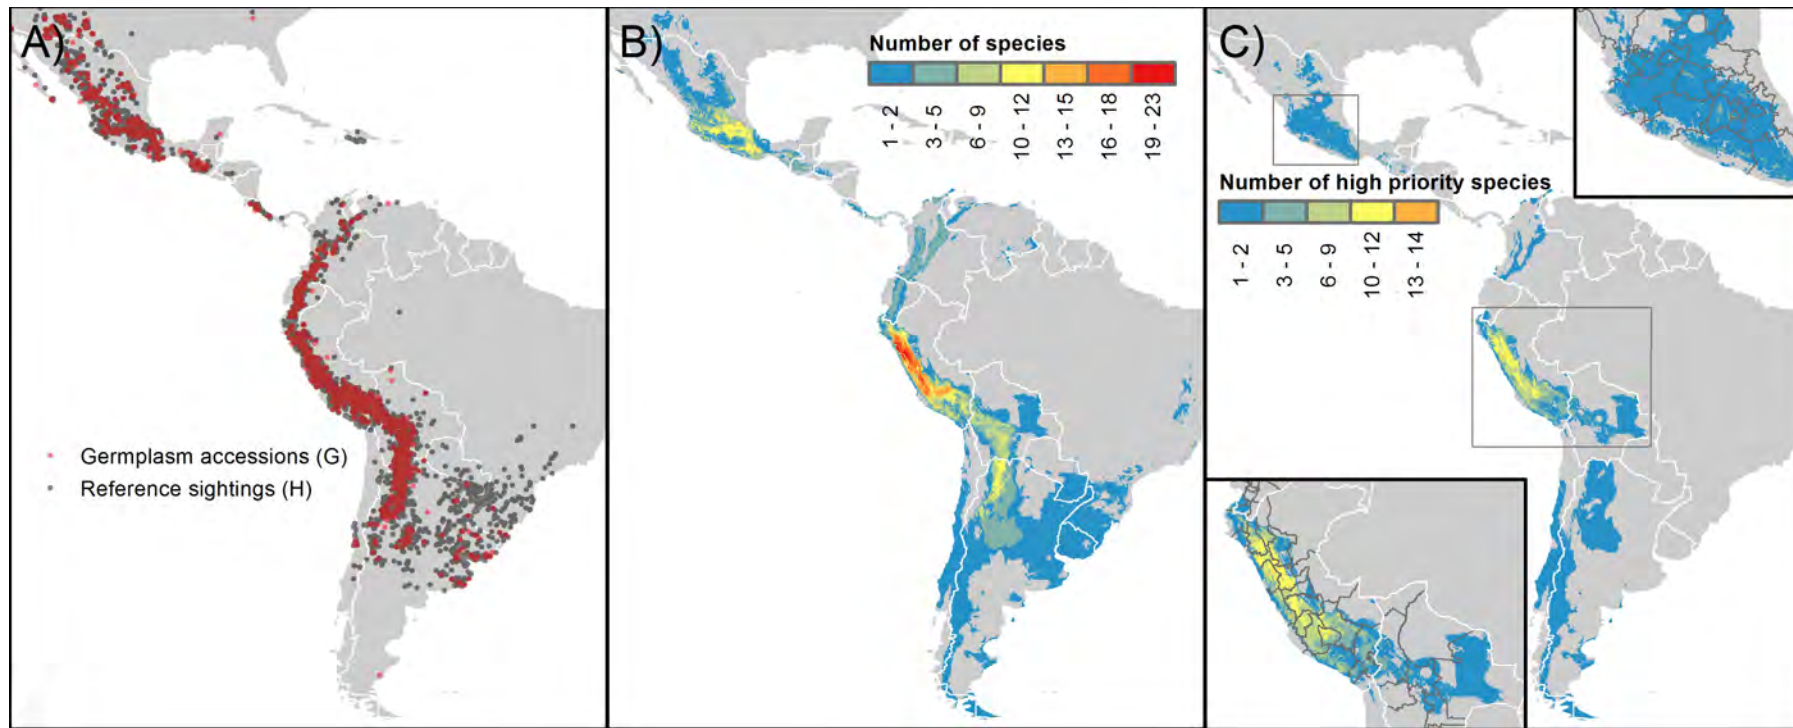 A)
Germplasm accessions (G)
Reference sightings (H)
B)
Number of species
1 - 2
3 - 5
6 - 9
10 - 12
13 - 15
16 - 18
19 - 23
C)
Number of high priority species
1 - 2
3 - 5
6 - 9
10 - 12
13 - 14